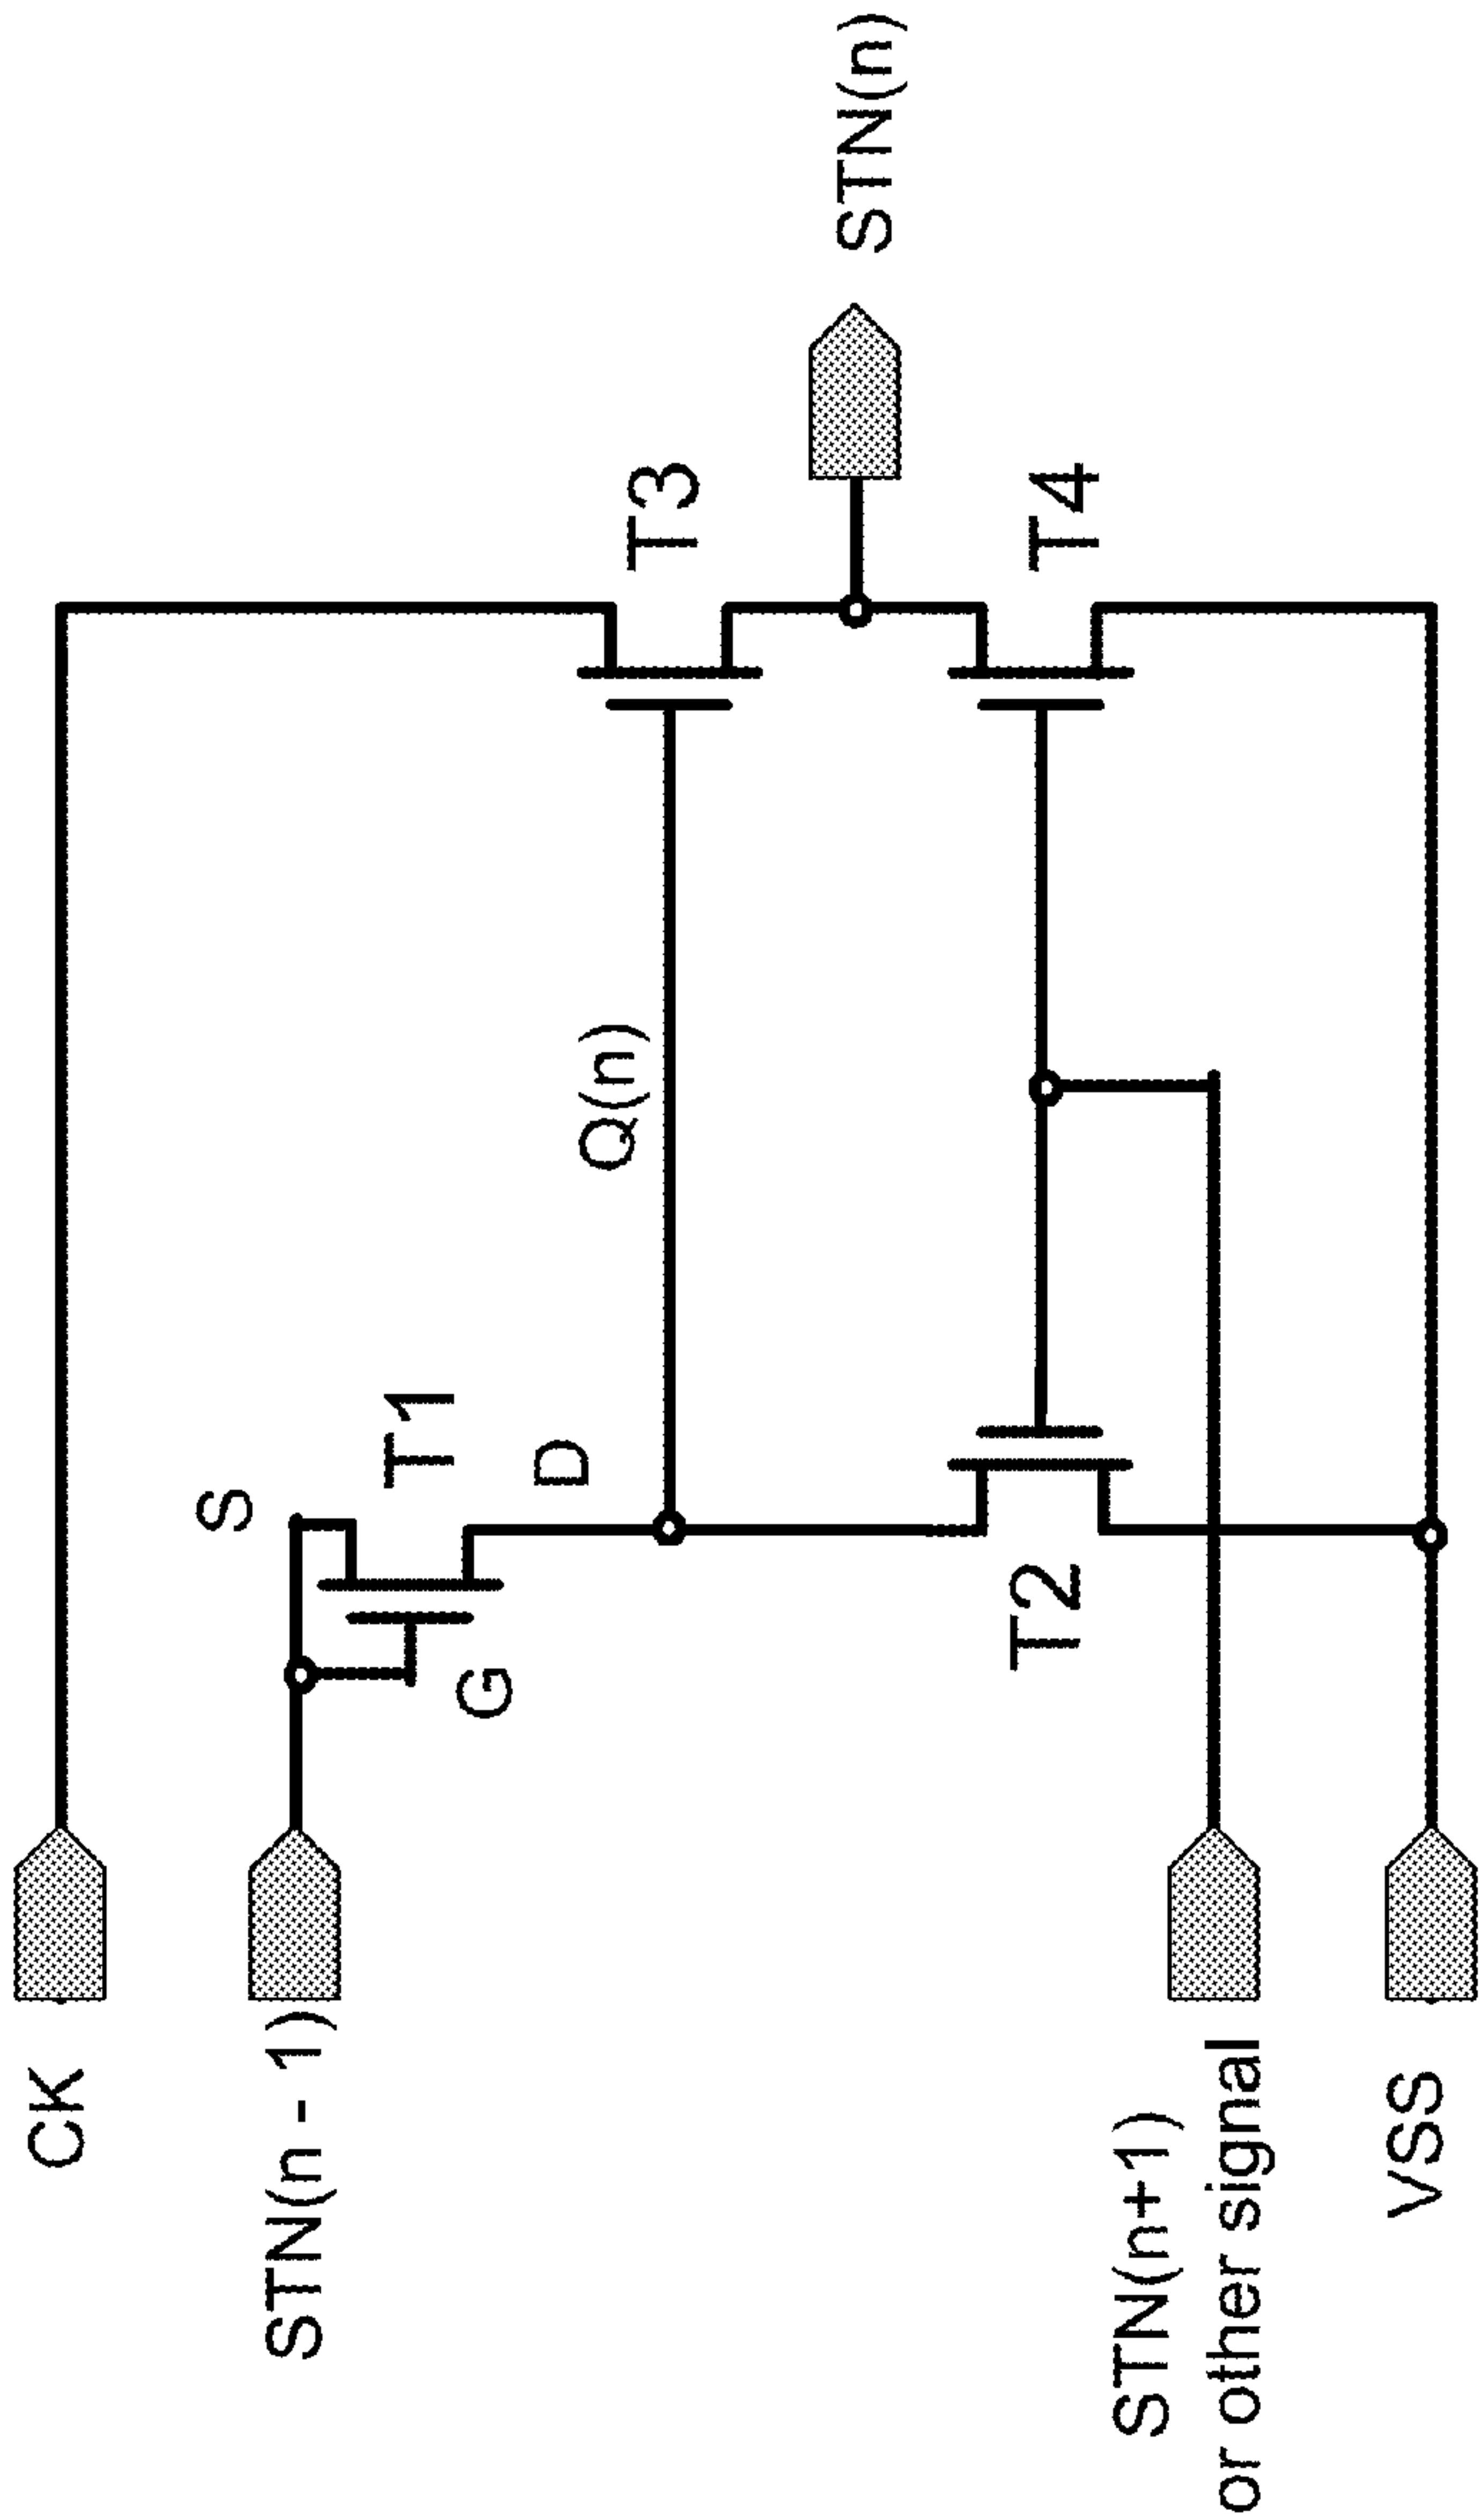 CK
STN(n - 1)
S
T1
G
D
Q(n)
T3
STN(n)
T4
T2
STN(n+1)
or other signal
VSS